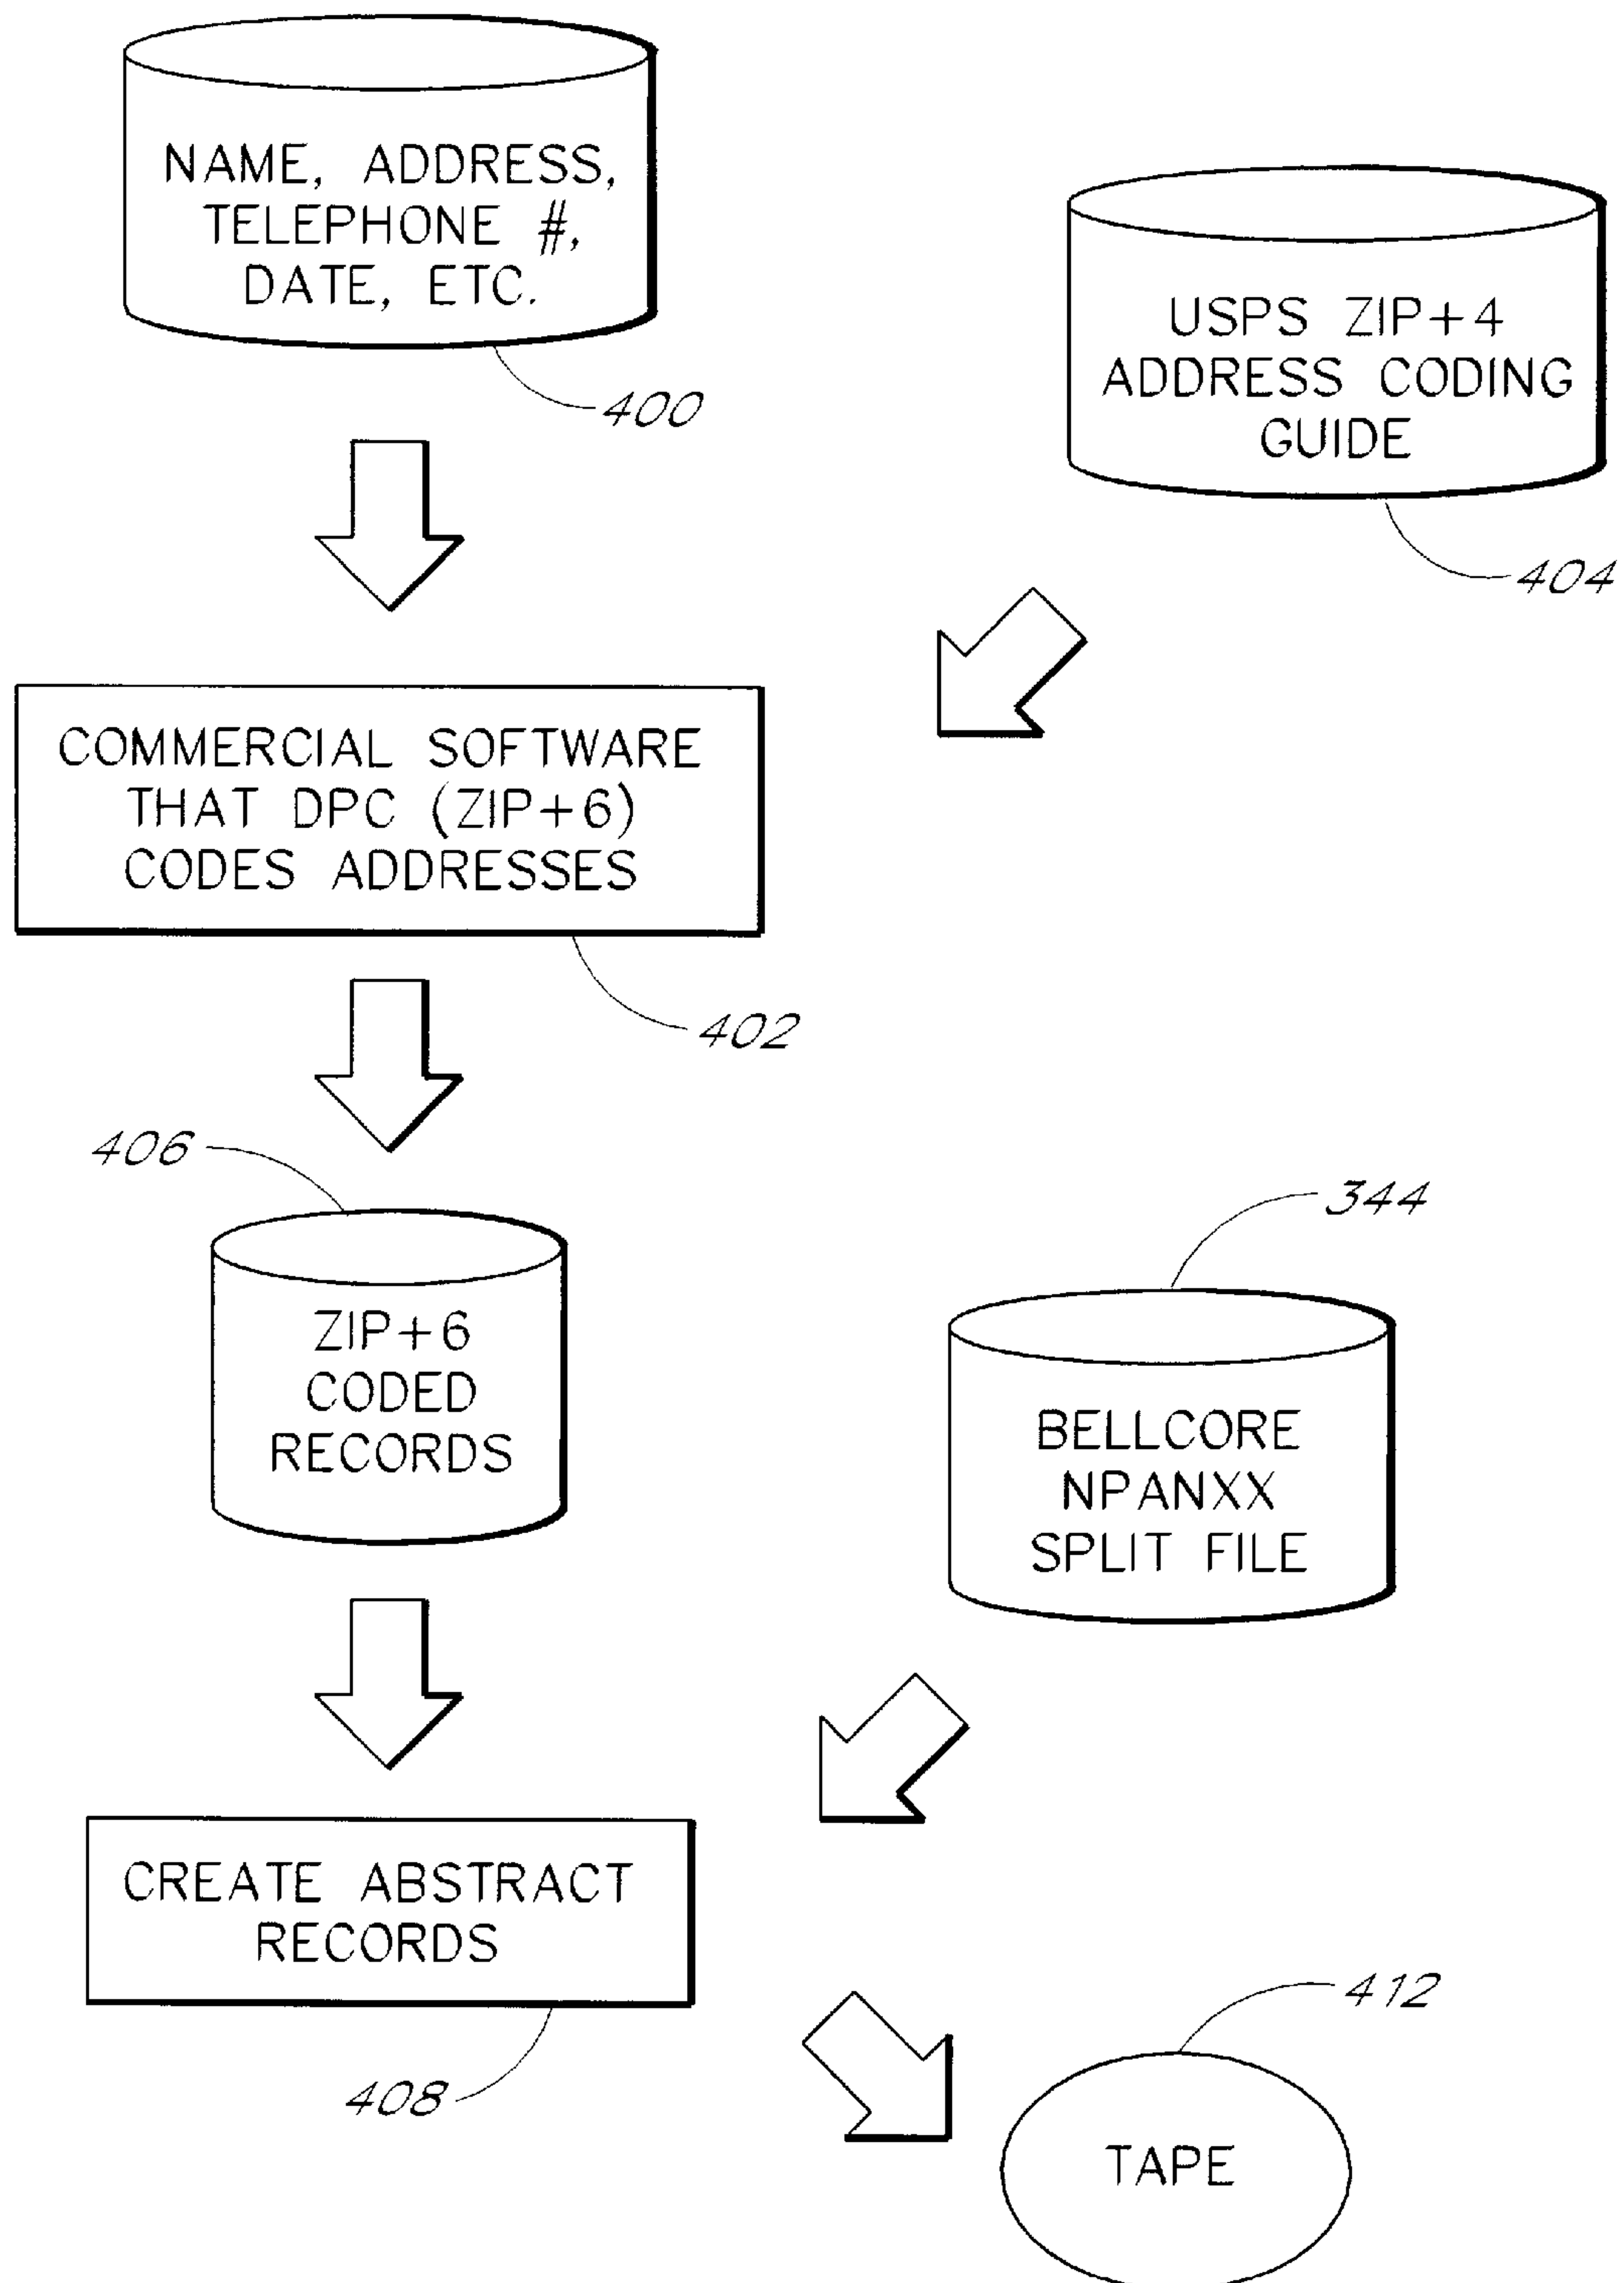 NAME, ADDRESS,
TELEPHONE #,
DATE, ETC.
400
USPS ZIP+4
ADDRESS CODING
GUIDE
404
COMMERCIAL SOFTWARE
THAT DPC (ZIP+6)
CODES ADDRESSES
402
406
ZIP+6
CODED
RECORDS
344
BELLCORE
NPANXX
SPLIT FILE
CREATE ABSTRACT
RECORDS
408
412
TAPE